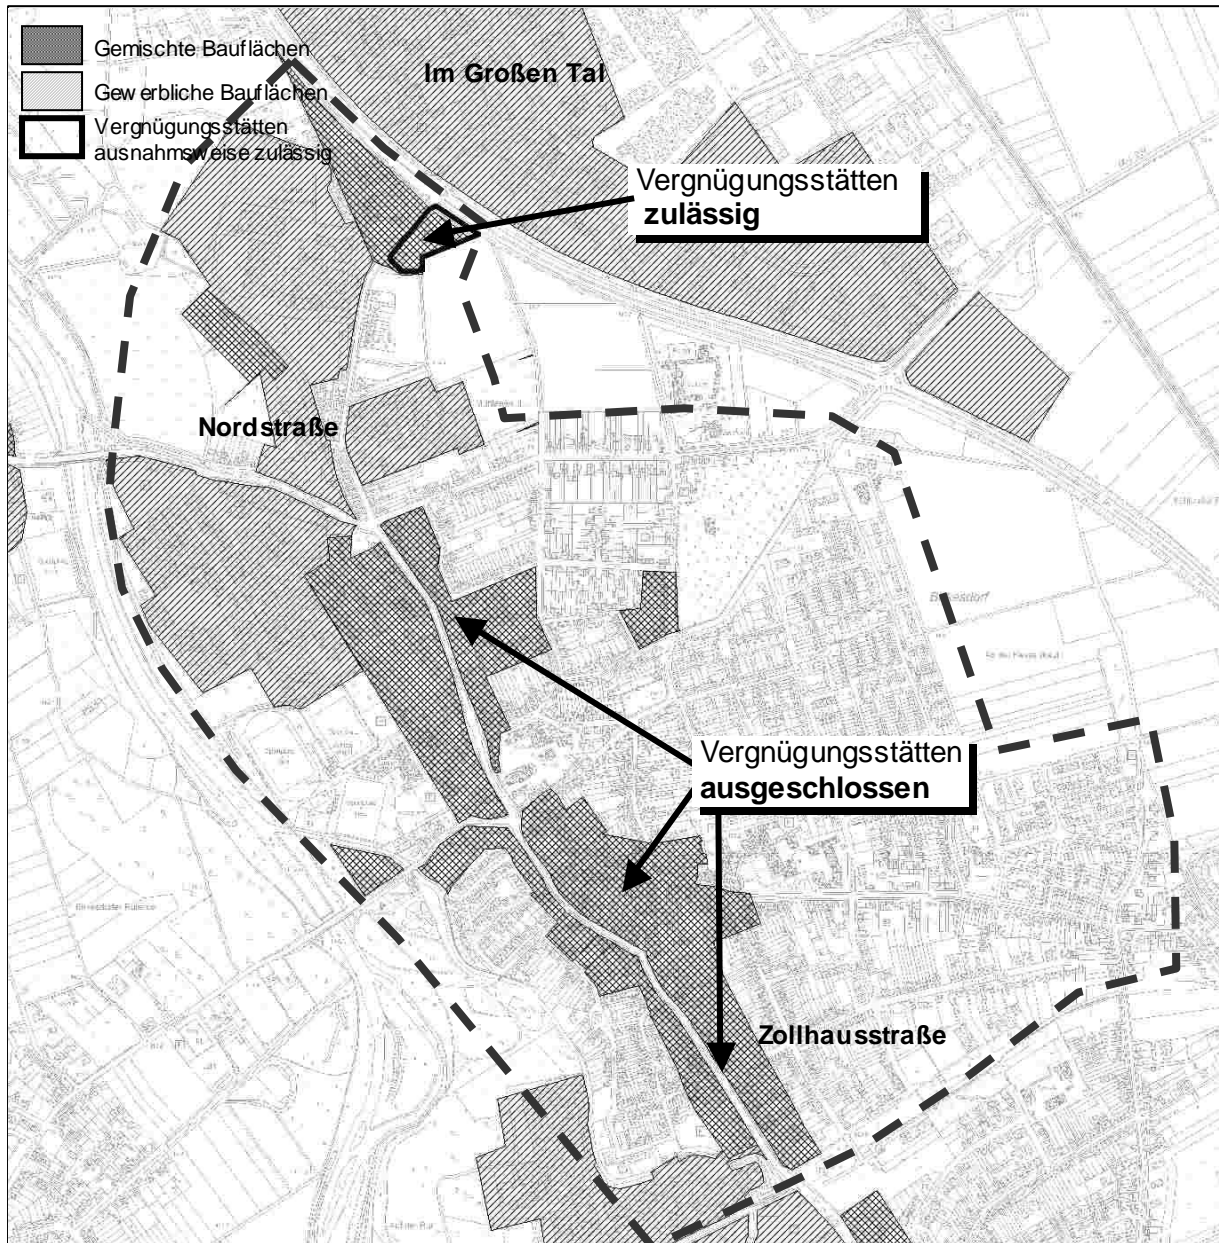 Gemischte Bauflächen
Gewerbliche Bauflächen
Vergnügungsstätten
ausnahmsweise zulässig
Im Großen Tal
Vergnügungsstätten
zulässig
Nordstraße
Vergnügungsstätten
ausgeschlossen
Zollhausstraße